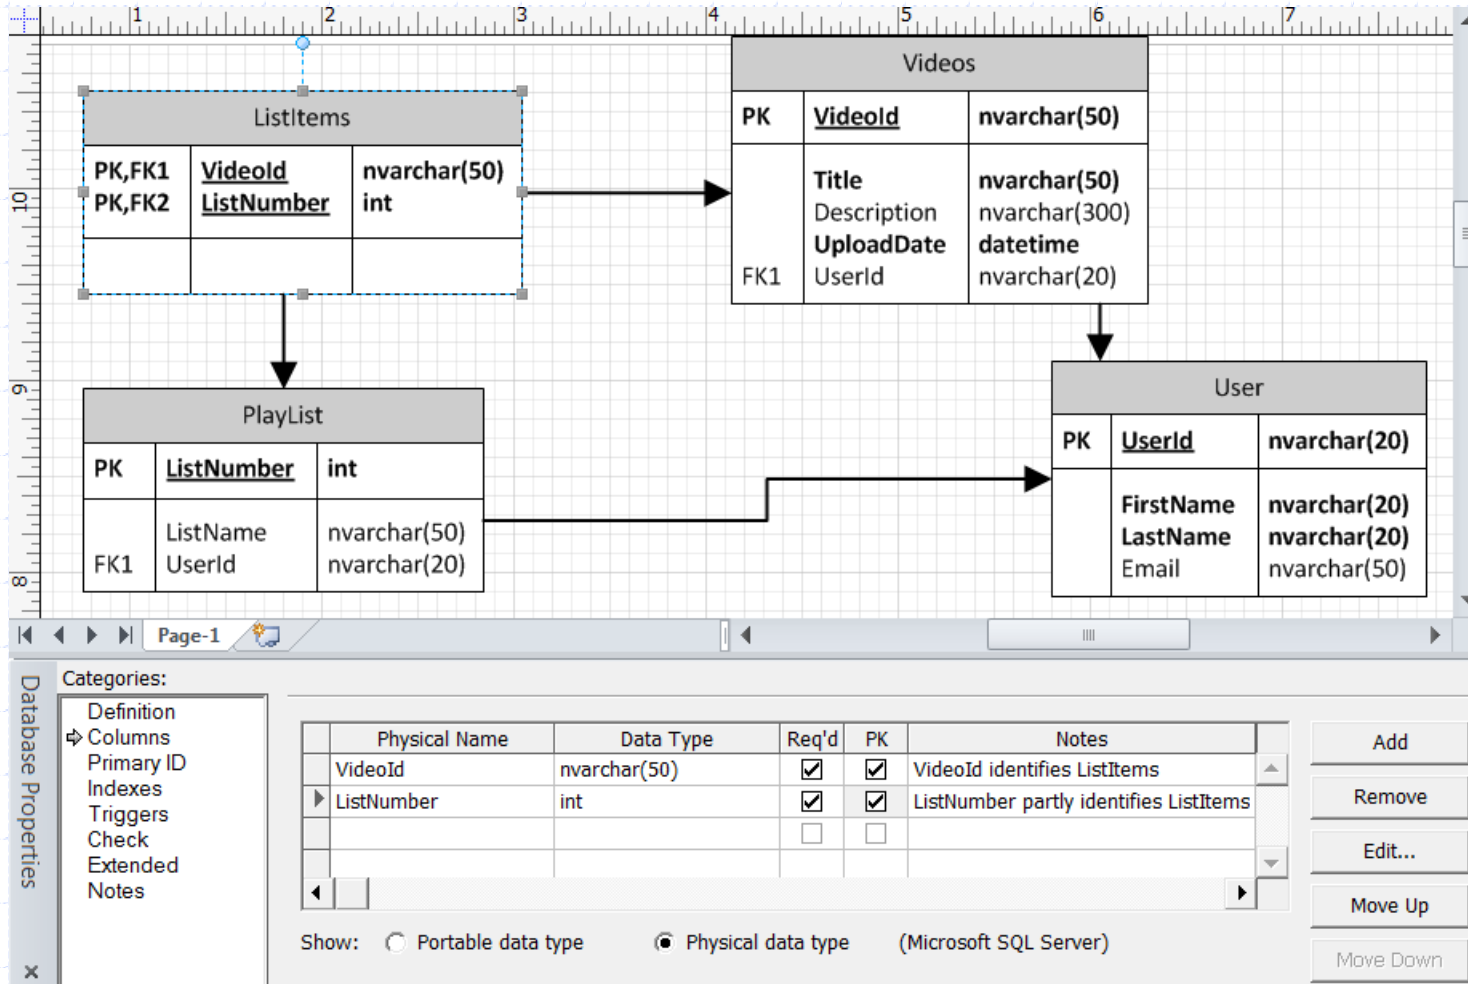 1 2 3 4 5 6 7
10
9
8
ListItems
PK,FK1 VideoId nvarchar(50)
PK,FK2 ListNumber int
Videos
PK VideoId nvarchar(50)
Title nvarchar(50)
Description nvarchar(300)
UploadDate datetime
FK1 UserId nvarchar(20)
PlayList
PK ListNumber int
ListName nvarchar(50)
FK1 UserId nvarchar(20)
User
PK UserId nvarchar(20)
FirstName nvarchar(20)
LastName nvarchar(20)
Email nvarchar(50)
Page-1
Database Properties
Categories:
Definition
Columns
Primary ID
Indexes
Triggers
Check
Extended
Notes
Physical Name Data Type Req'd PK Notes
VideoId nvarchar(50) VideoId identifies ListItems
ListNumber int ListNumber partly identifies ListItems
Show: Portable data type Physical data type (Microsoft SQL Server)
Add
Remove
Edit...
Move Up
Move Down